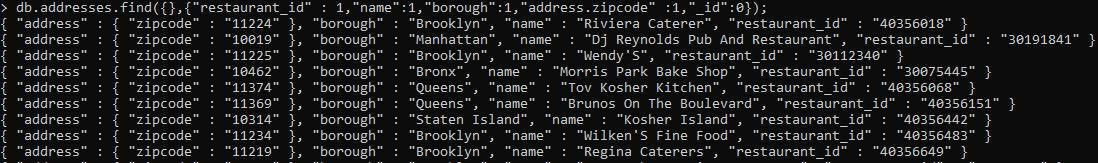 > db.addresses.find({},{"restaurant_id" : 1,"name":1,"borough":1,"address.zipcode" :1,"_id":0});
{ "address" : { "zipcode" : "11224" }, "borough" : "Brooklyn", "name" : "Riviera Caterer", "restaurant_id" : "40356018" }
{ "address" : { "zipcode" : "10019" }, "borough" : "Manhattan", "name" : "Dj Reynolds Pub And Restaurant", "restaurant_id" : "30191841" }
{ "address" : { "zipcode" : "11225" }, "borough" : "Brooklyn", "name" : "Wendy'S", "restaurant_id" : "30112340" }
{ "address" : { "zipcode" : "10462" }, "borough" : "Bronx", "name" : "Morris Park Bake Shop", "restaurant_id" : "30075445" }
{ "address" : { "zipcode" : "11374" }, "borough" : "Queens", "name" : "Tov Kosher Kitchen", "restaurant_id" : "40356068" }
{ "address" : { "zipcode" : "11369" }, "borough" : "Queens", "name" : "Brunos On The Boulevard", "restaurant_id" : "40356151" }
{ "address" : { "zipcode" : "10314" }, "borough" : "Staten Island", "name" : "Kosher Island", "restaurant_id" : "40356442" }
{ "address" : { "zipcode" : "11234" }, "borough" : "Brooklyn", "name" : "Wilken'S Fine Food", "restaurant_id" : "40356483" }
{ "address" : { "zipcode" : "11219" }, "borough" : "Brooklyn", "name" : "Regina Caterers", "restaurant_id" : "40356649" }